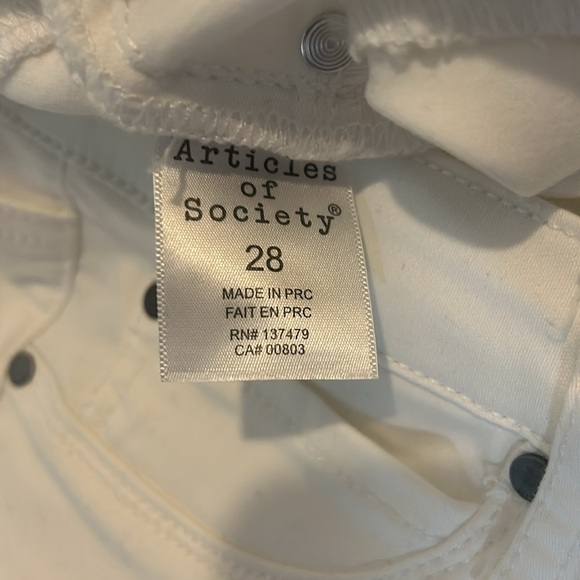 Articles
of
Society®
28
MADE IN PRC
FAIT EN PRC
RN# 137479
CA# 00803